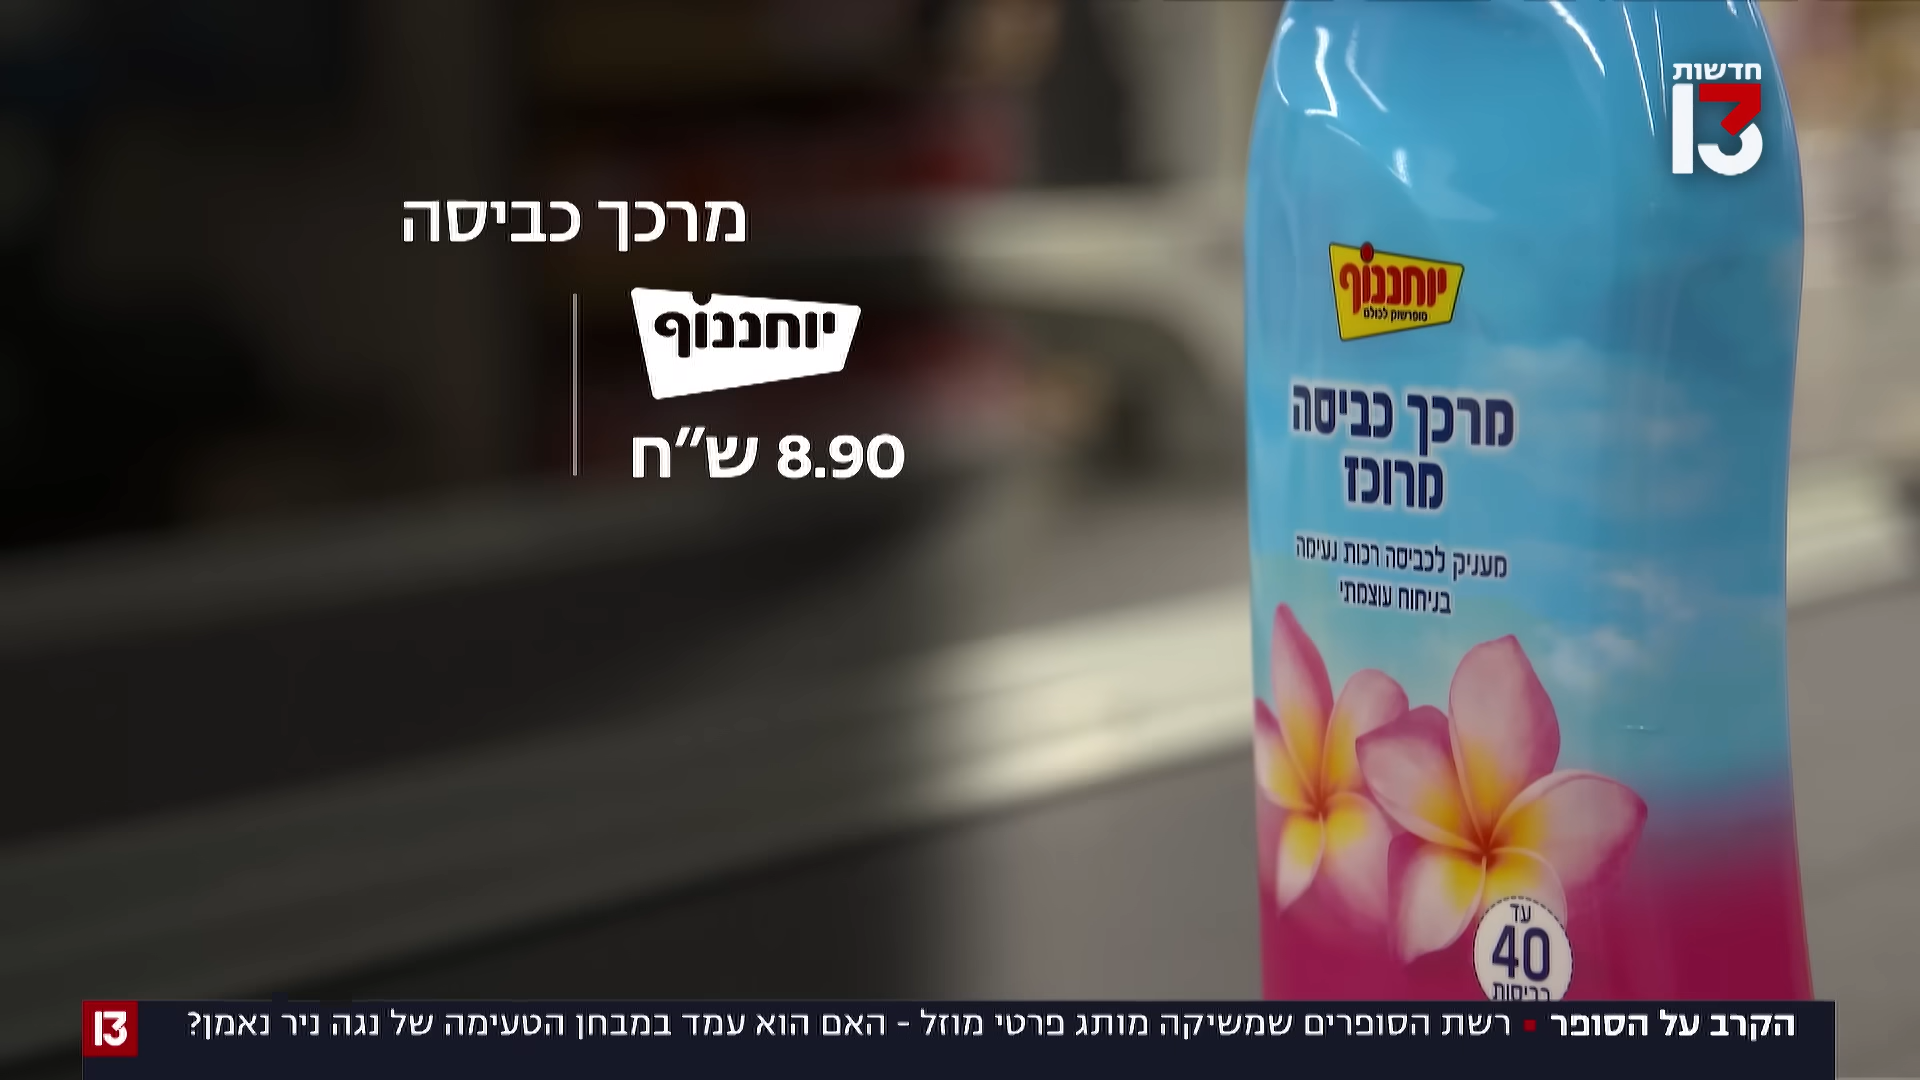 חדשות
13
מרכך כביסה
יוחננוף
8.90 ש"ח
יוחננוף
סופרשוק לכולם
מרכך כביסה
מרוכז
מעניק לכביסה רכות נעימה
בניחוח עוצמתי
עד
40
כביסות
הקרב על הסופר ▪ רשת הסופרים שמשיקה מותג פרטי מוזל - האם הוא עמד במבחן הטעימה של נגה ניר נאמן?
13